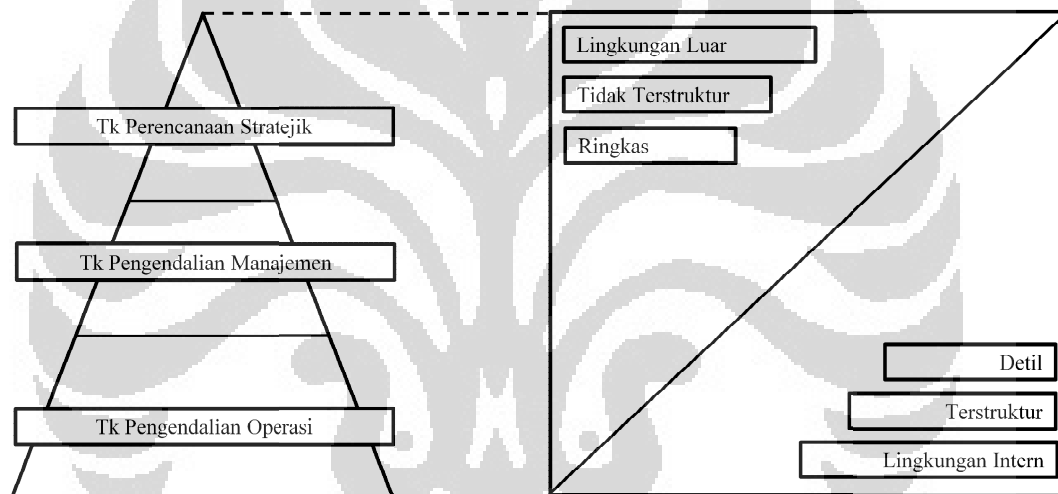 Lingkungan Luar
Tidak Terstruktur
Tk Perencanaan Stratejik
Ringkas
Tk Pengendalian Manajemen
Detil
Terstruktur
Tk Pengendalian Operasi
Lingkungan Intern